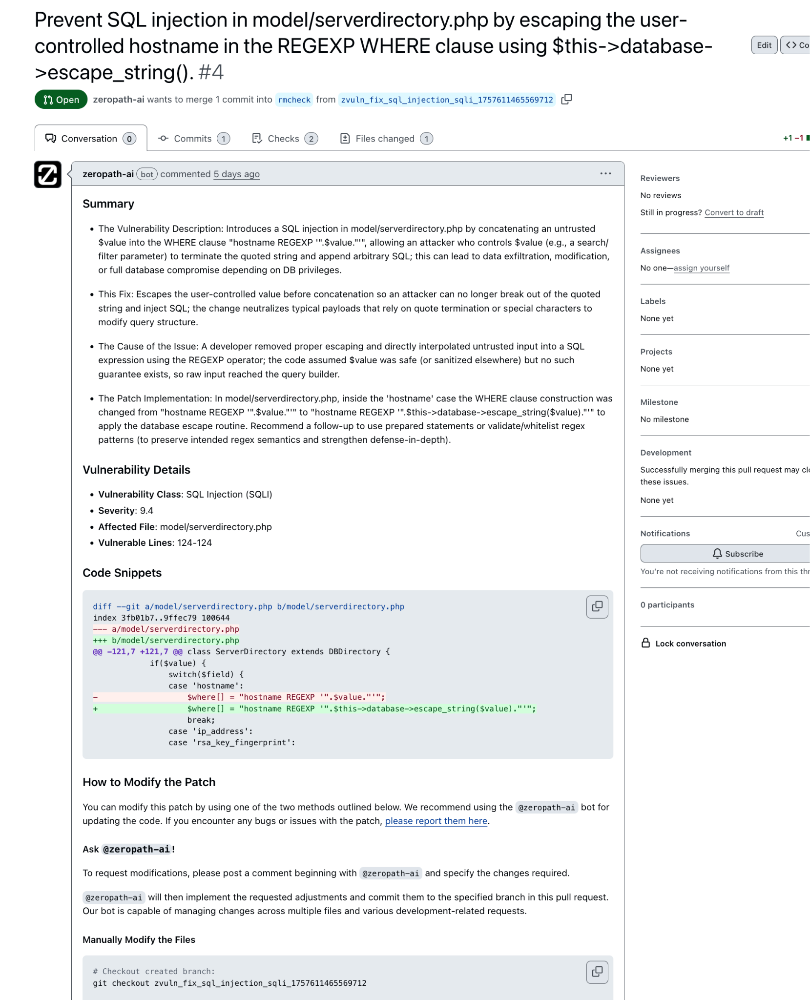 Prevent SQL injection in model/serverdirectory.php by escaping the user-
controlled hostname in the REGEXP WHERE clause using $this->database-
>escape_string(). #4
Edit
<> Co
Open
zeropath-ai wants to merge 1 commit into rmcheck from zvuln_fix_sql_injection_sqli_1757611465569712
Conversation 0
Commits 1
Checks 2
Files changed 1
+1 −1
zeropath-ai bot commented 5 days ago
Summary
• The Vulnerability Description: Introduces a SQL injection in model/serverdirectory.php by concatenating an untrusted
$value into the WHERE clause "hostname REGEXP '".$value."'", allowing an attacker who controls $value (e.g., a search/
filter parameter) to terminate the quoted string and append arbitrary SQL; this can lead to data exfiltration, modification,
or full database compromise depending on DB privileges.
• This Fix: Escapes the user-controlled value before concatenation so an attacker can no longer break out of the quoted
string and inject SQL; the change neutralizes typical payloads that rely on quote termination or special characters to
modify query structure.
• The Cause of the Issue: A developer removed proper escaping and directly interpolated untrusted input into a SQL
expression using the REGEXP operator; the code assumed $value was safe (or sanitized elsewhere) but no such
guarantee exists, so raw input reached the query builder.
• The Patch Implementation: In model/serverdirectory.php, inside the 'hostname' case the WHERE clause construction was
changed from "hostname REGEXP '".$value."'" to "hostname REGEXP '".$this->database->escape_string($value)."'" to
apply the database escape routine. Recommend a follow-up to use prepared statements or validate/whitelist regex
patterns (to preserve intended regex semantics and strengthen defense-in-depth).
Vulnerability Details
• Vulnerability Class: SQL Injection (SQLI)
• Severity: 9.4
• Affected File: model/serverdirectory.php
• Vulnerable Lines: 124-124
Code Snippets
diff --git a/model/serverdirectory.php b/model/serverdirectory.php
index 3fb01b7..9ffec79 100644
--- a/model/serverdirectory.php
+++ b/model/serverdirectory.php
@@ -121,7 +121,7 @@ class ServerDirectory extends DBDirectory {
            if($value) {
                switch($field) {
                case 'hostname':
-                   $where[] = "hostname REGEXP '".$value."'";
+                   $where[] = "hostname REGEXP '".$this->database->escape_string($value)."'";
                    break;
                case 'ip_address':
                case 'rsa_key_fingerprint':
How to Modify the Patch
You can modify this patch by using one of the two methods outlined below. We recommend using the @zeropath-ai bot for
updating the code. If you encounter any bugs or issues with the patch, please report them here.
Ask @zeropath-ai!
To request modifications, please post a comment beginning with @zeropath-ai and specify the changes required.
@zeropath-ai will then implement the requested adjustments and commit them to the specified branch in this pull request.
Our bot is capable of managing changes across multiple files and various development-related requests.
Manually Modify the Files
# Checkout created branch:
git checkout zvuln_fix_sql_injection_sqli_1757611465569712
Reviewers
No reviews
Still in progress? Convert to draft
Assignees
No one—assign yourself
Labels
None yet
Projects
None yet
Milestone
No milestone
Development
Successfully merging this pull request may clo
these issues.
None yet
Notifications
Cus
Subscribe
You're not receiving notifications from this thr
0 participants
Lock conversation